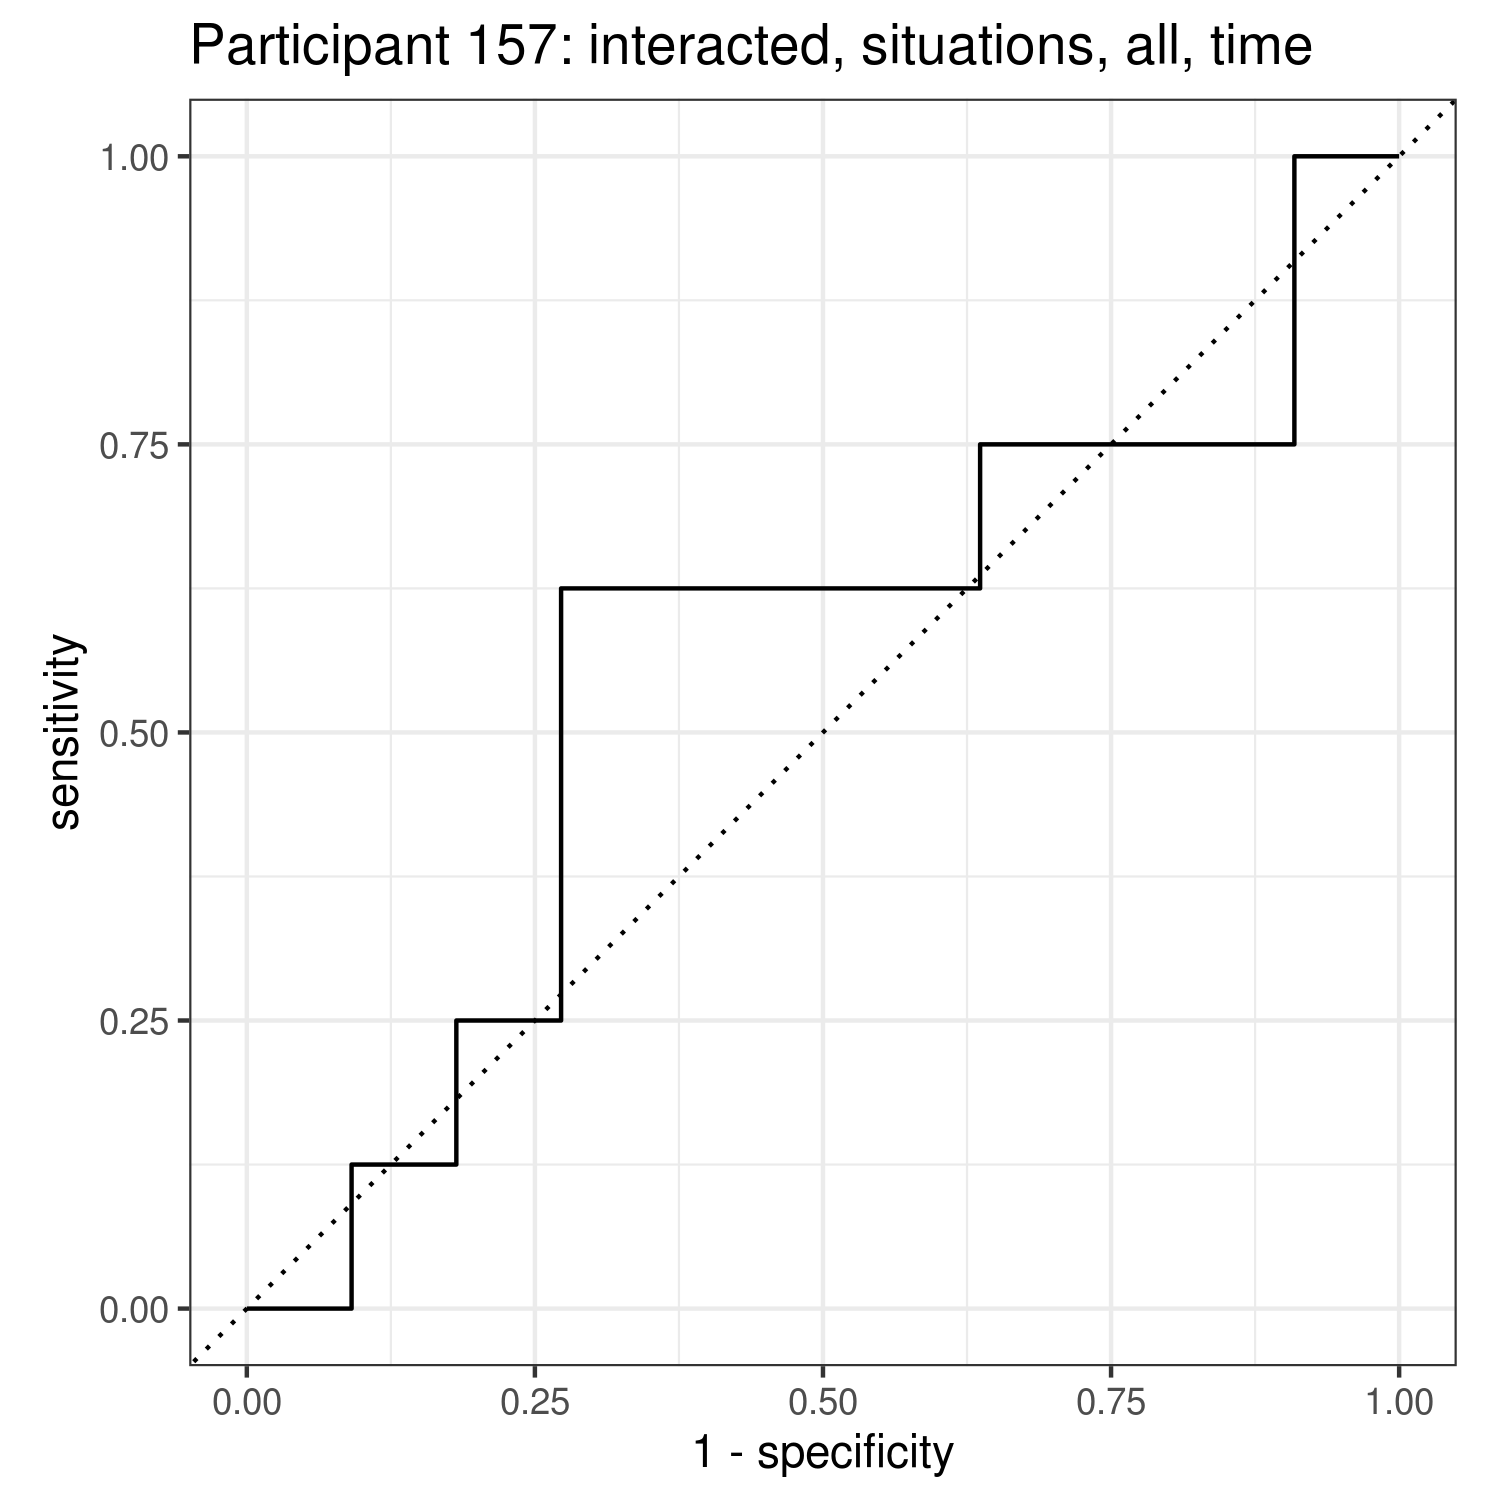 Participant 157: interacted, situations, all, time
1.00
0.75
0.50
0.25
0.00
sensitivity
0.00 0.25 0.50 0.75 1.00
1 - specificity